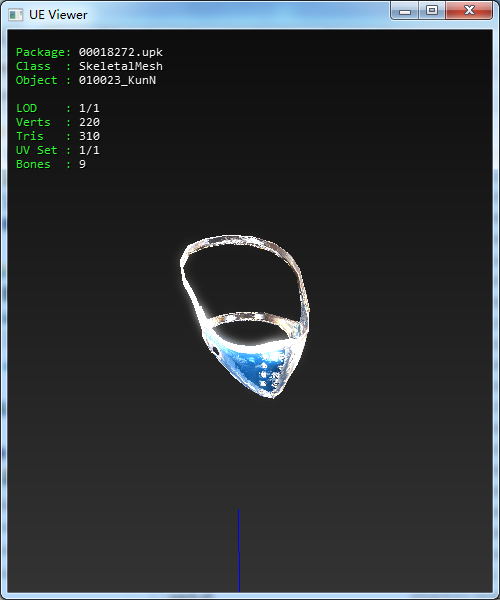 UE Viewer
Package: 00018272.upk
Class  : SkeletalMesh
Object : 010023_KunN
LOD    : 1/1
Verts  : 220
Tris   : 310
UV Set : 1/1
Bones  : 9